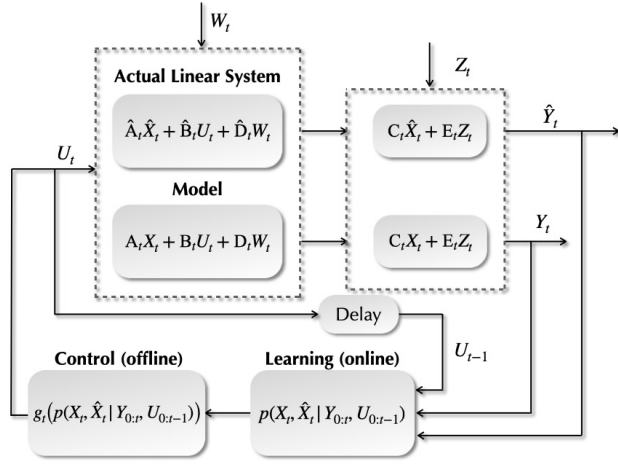 W_t
Actual Linear System
Z_t
Â_t X̂_t + B̂_t U_t + D̂_t W_t
C_t X̂_t + E_t Z_t
Ŷ_t
U_t
Model
A_t X_t + B_t U_t + D_t W_t
C_t X_t + E_t Z_t
Y_t
Delay
U_{t−1}
Control (offline)
Learning (online)
g_t(p(X_t, X̂_t | Y_{0:t}, U_{0:t−1}))
p(X_t, X̂_t | Y_{0:t}, U_{0:t−1})